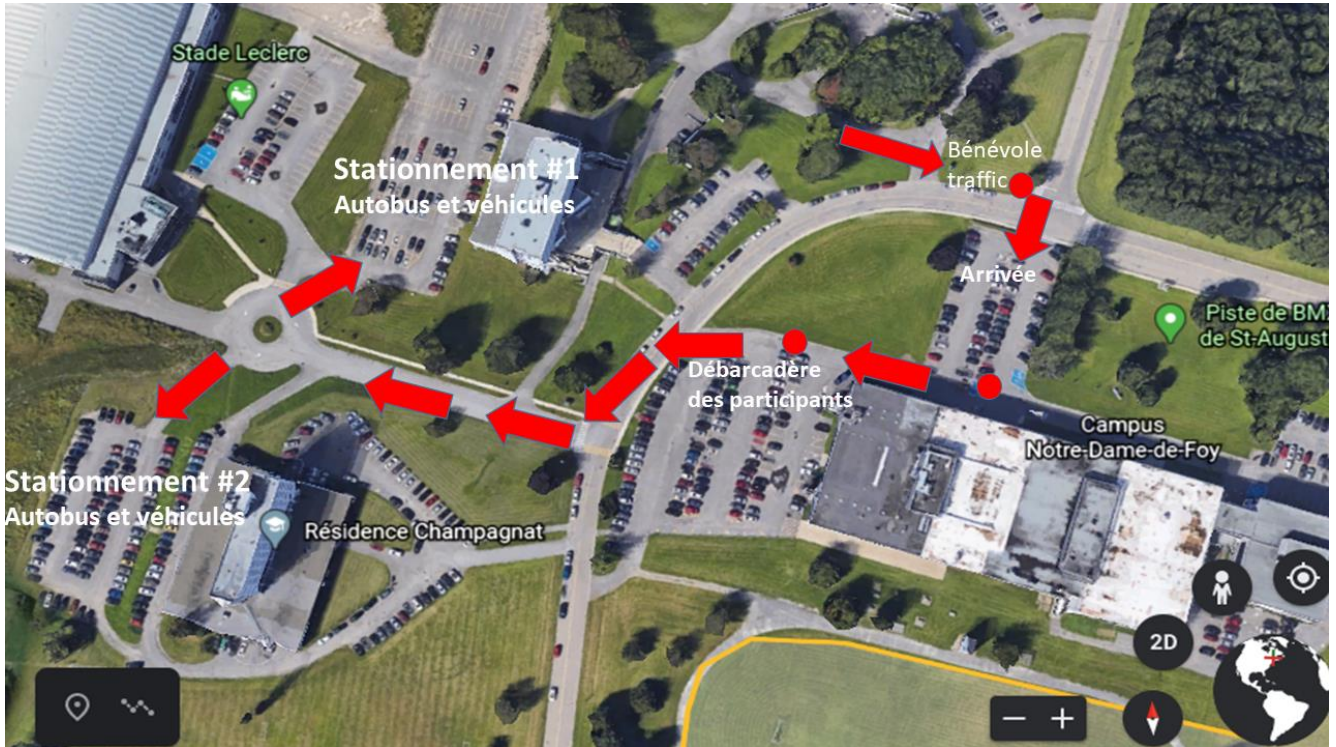 Stade Leclerc
Stationnement #1
Autobus et véhicules
Bénévole
traffic
Arrivée
Piste de BM
de St-August
Débarcadère
des participants
Campus
Notre-Dame-de-Foy
Stationnement #2
Autobus et véhicules
Résidence Champagnat
2D